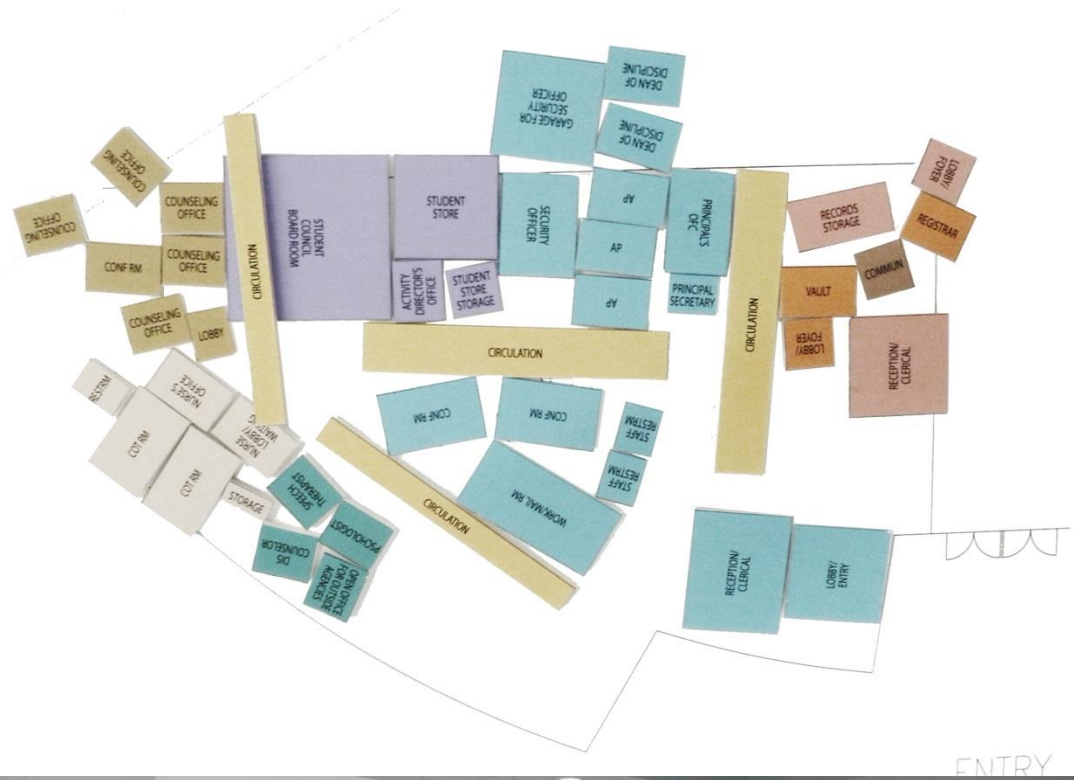 DEAN OF
DISCIPLINE
GARAGE FOR
SECURITY
OFFICER
DEAN OF
DISCIPLINE
COUNSELING
OFFICE
COUNSELING
OFFICE
COUNSELING
OFFICE
CONF RM
COUNSELING
OFFICE
COUNSELING
OFFICE
LOBBY
CIRCULATION
STUDENT
COUNCIL
BOARD ROOM
STUDENT
STORE
ACTIVITY
DIRECTOR'S
OFFICE
STUDENT
STORE
STORAGE
SECURITY
OFFICER
AP
AP
AP
PRINCIPAL'S
OFC
PRINCIPAL
SECRETARY
CIRCULATION
CIRCULATION
RECORDS
STORAGE
LOBBY/
FOYER
REGISTRAR
COMMUN
VAULT
LOBBY/
FOYER
RECEPTION/
CLERICAL
RESTRM
NURSE'S
OFFICE
COT RM
COT RM
NURSE
LOBBY/
WAITING
STORAGE
SPEECH
THERAPIST
PSCHOLOGIST
DIS
COUNSELOR
OPEN OFFICE
FOR OUTSIDE
AGENCIES
CIRCULATION
CONF RM
CONF RM
STAFF
RESTRM
STAFF
RESTRM
WORK/MAIL RM
RECEPTION/
CLERICAL
LOBBY/
ENTRY
ENTRY